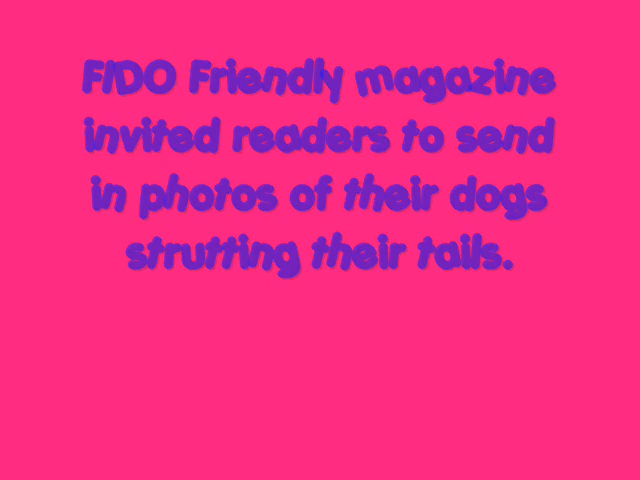 FIDO Friendly magazine
invited readers to send
in photos of their dogs
strutting their tails.